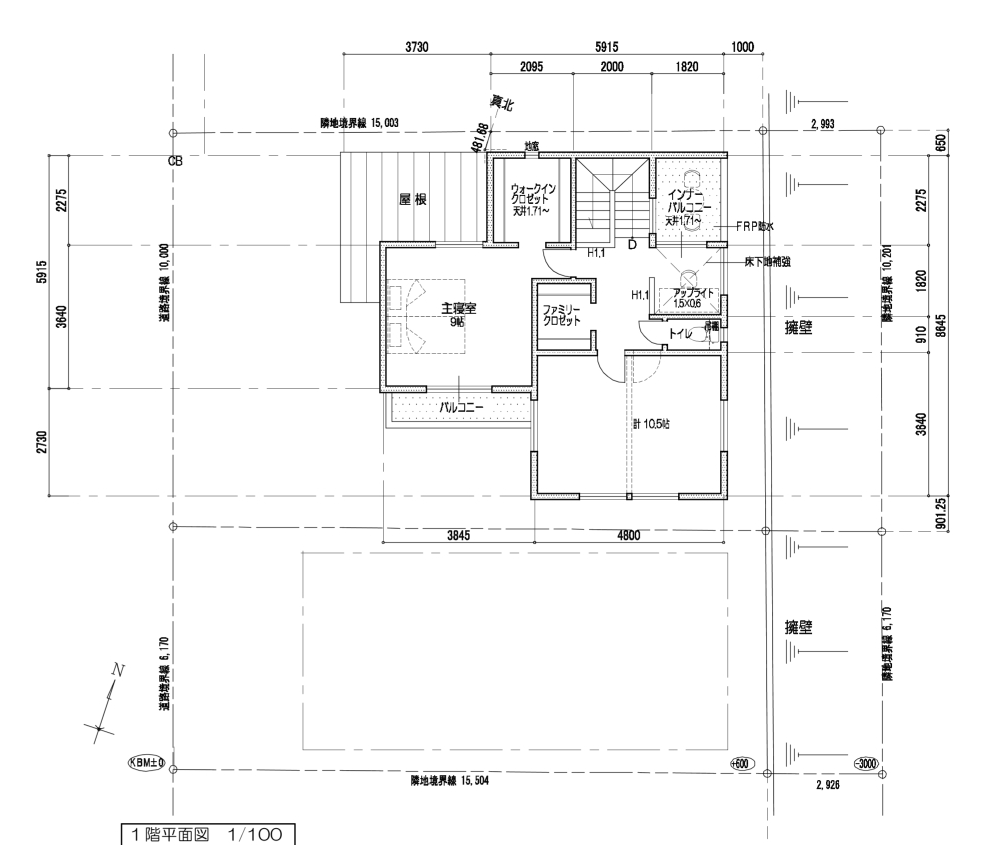 3730
5915
1000
2095
2000
1820
真北
隣地境界線 15,003
481.68
2,993
650
CB
地窓
屋根
ウォークイン
クロゼット
天井1.71～
インナー
バルコニー
天井1.71～
FRP防水
2275
2275
5915
道路境界線 10,000
隣地境界線 10,201
H1.1
D
床下地補強
3640
主寝室
9帖
ファミリー
クロゼット
H1.1
アップライト
1.5×0.6
1820
8645
トイレ
擁壁
910
バルコニー
計 10.5帖
2730
3640
901.25
3845
4800
擁壁
道路境界線 6,170
隣地境界線 6,170
N
KBM±0
+600
-3000
隣地境界線 15,504
2,926
1階平面図 1/100